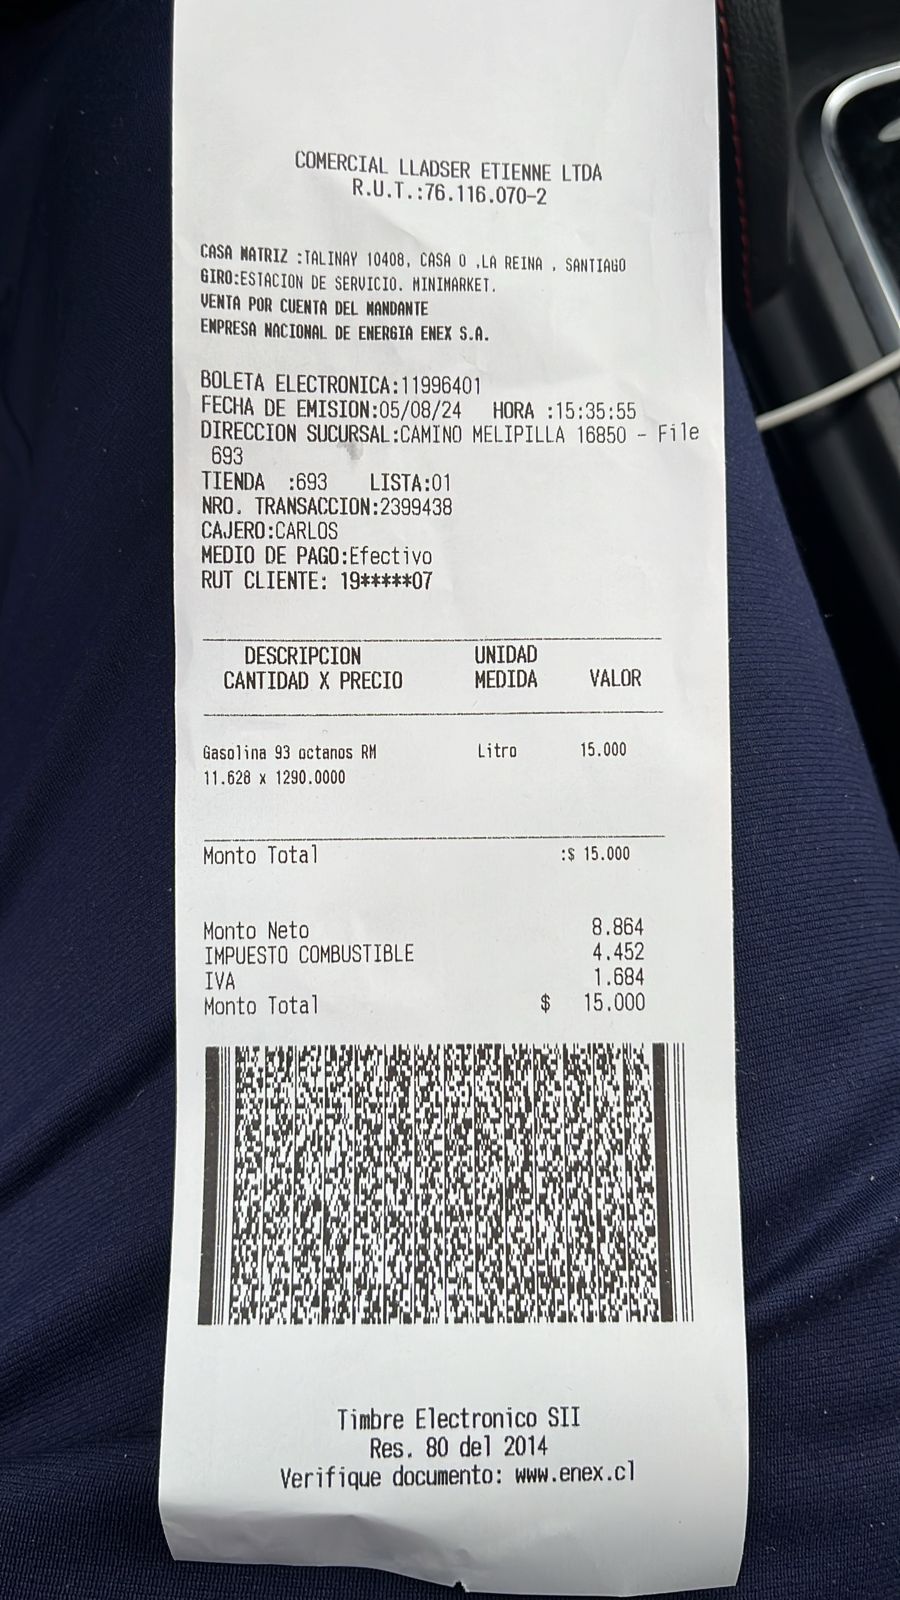 COMERCIAL LLADSER ETIENNE LTDA
R.U.T.:76.116.070-2
CASA MATRIZ :TALINAY 10408, CASA O ,LA REINA , SANTIAGO
GIRO:ESTACION DE SERVICIO. MINIMARKET.
VENTA POR CUENTA DEL MANDANTE
EMPRESA NACIONAL DE ENERGIA ENEX S.A.
BOLETA ELECTRONICA:11996401
FECHA DE EMISION:05/08/24 HORA :15:35:55
DIRECCION SUCURSAL:CAMINO MELIPILLA 16850 - File
693
TIENDA :693 LISTA:01
NRO. TRANSACCION:2399438
CAJERO:CARLOS
MEDIO DE PAGO:Efectivo
RUT CLIENTE: 19*****07
DESCRIPCION UNIDAD
CANTIDAD X PRECIO MEDIDA VALOR
Gasolina 93 octanos RM Litro 15.000
11.628 x 1290.0000
Monto Total :$ 15.000
Monto Neto 8.864
IMPUESTO COMBUSTIBLE 4.452
IVA 1.684
Monto Total $ 15.000
Timbre Electronico SII
Res. 80 del 2014
Verifique documento: www.enex.cl